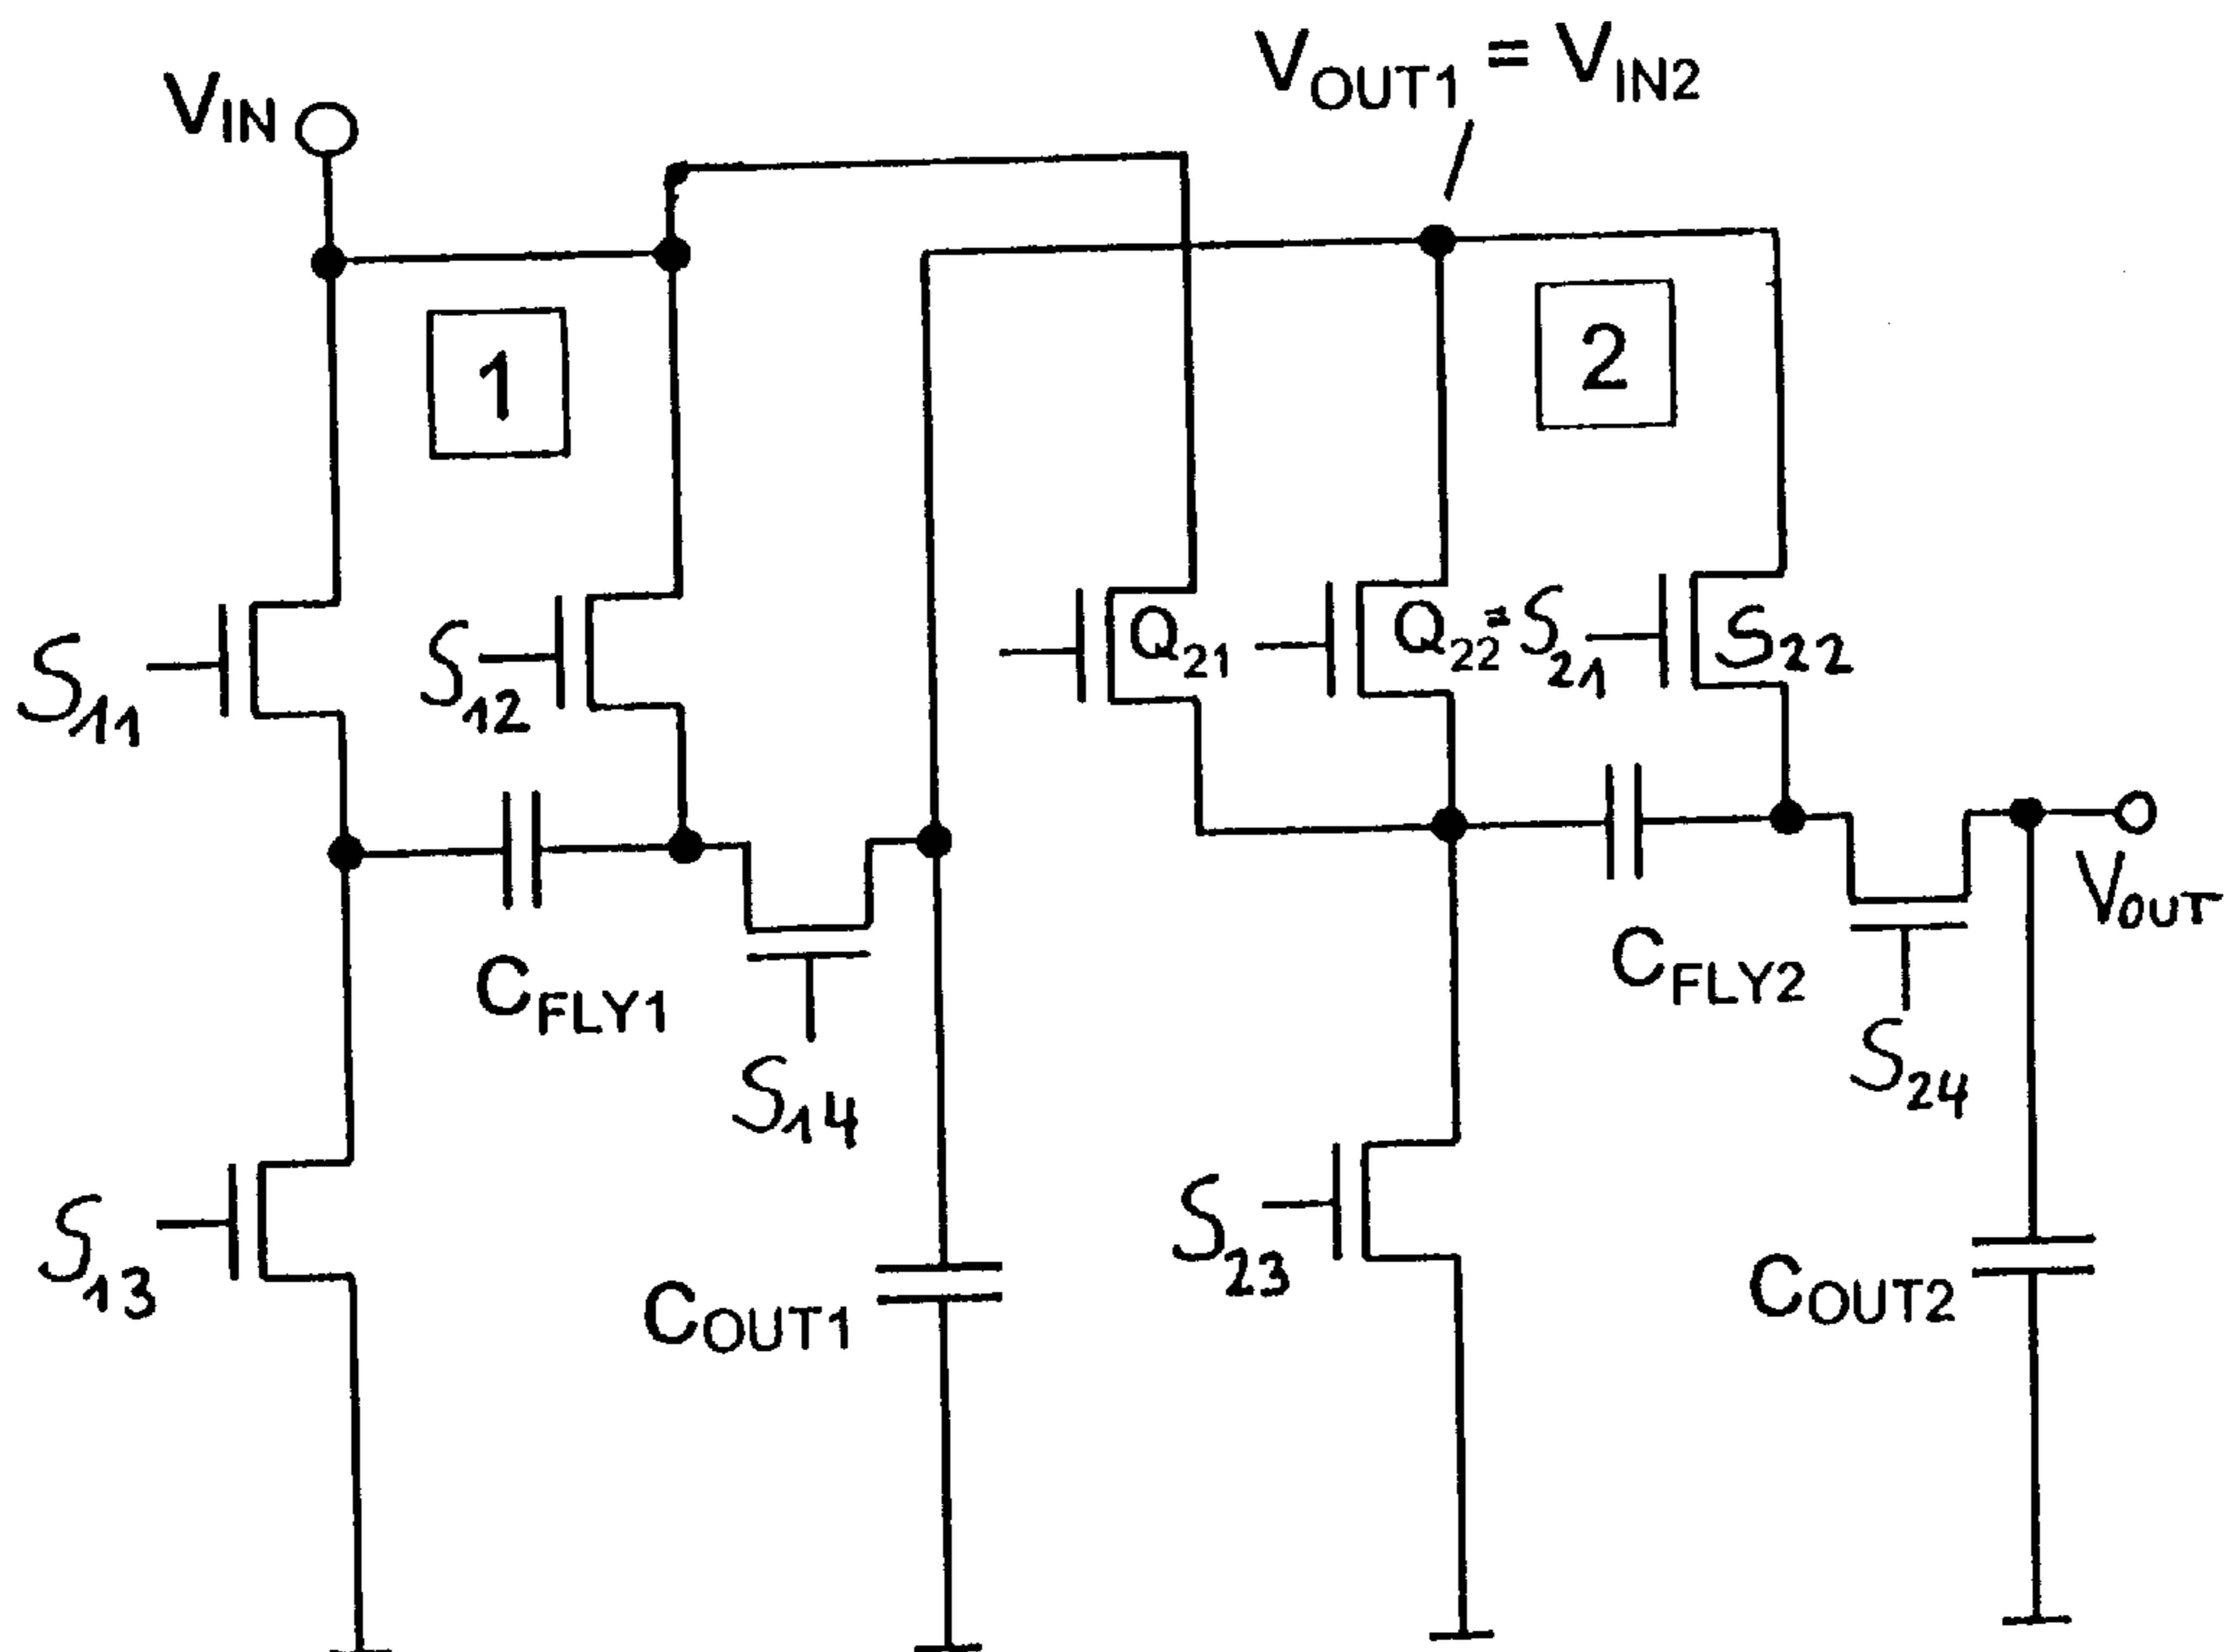 VIN
VOUT1 = VIN2
1
2
S11
S12
Q21
Q22=S21
S22
CFLY1
S14
CFLY2
S24
VOUT
S13
COUT1
S23
COUT2